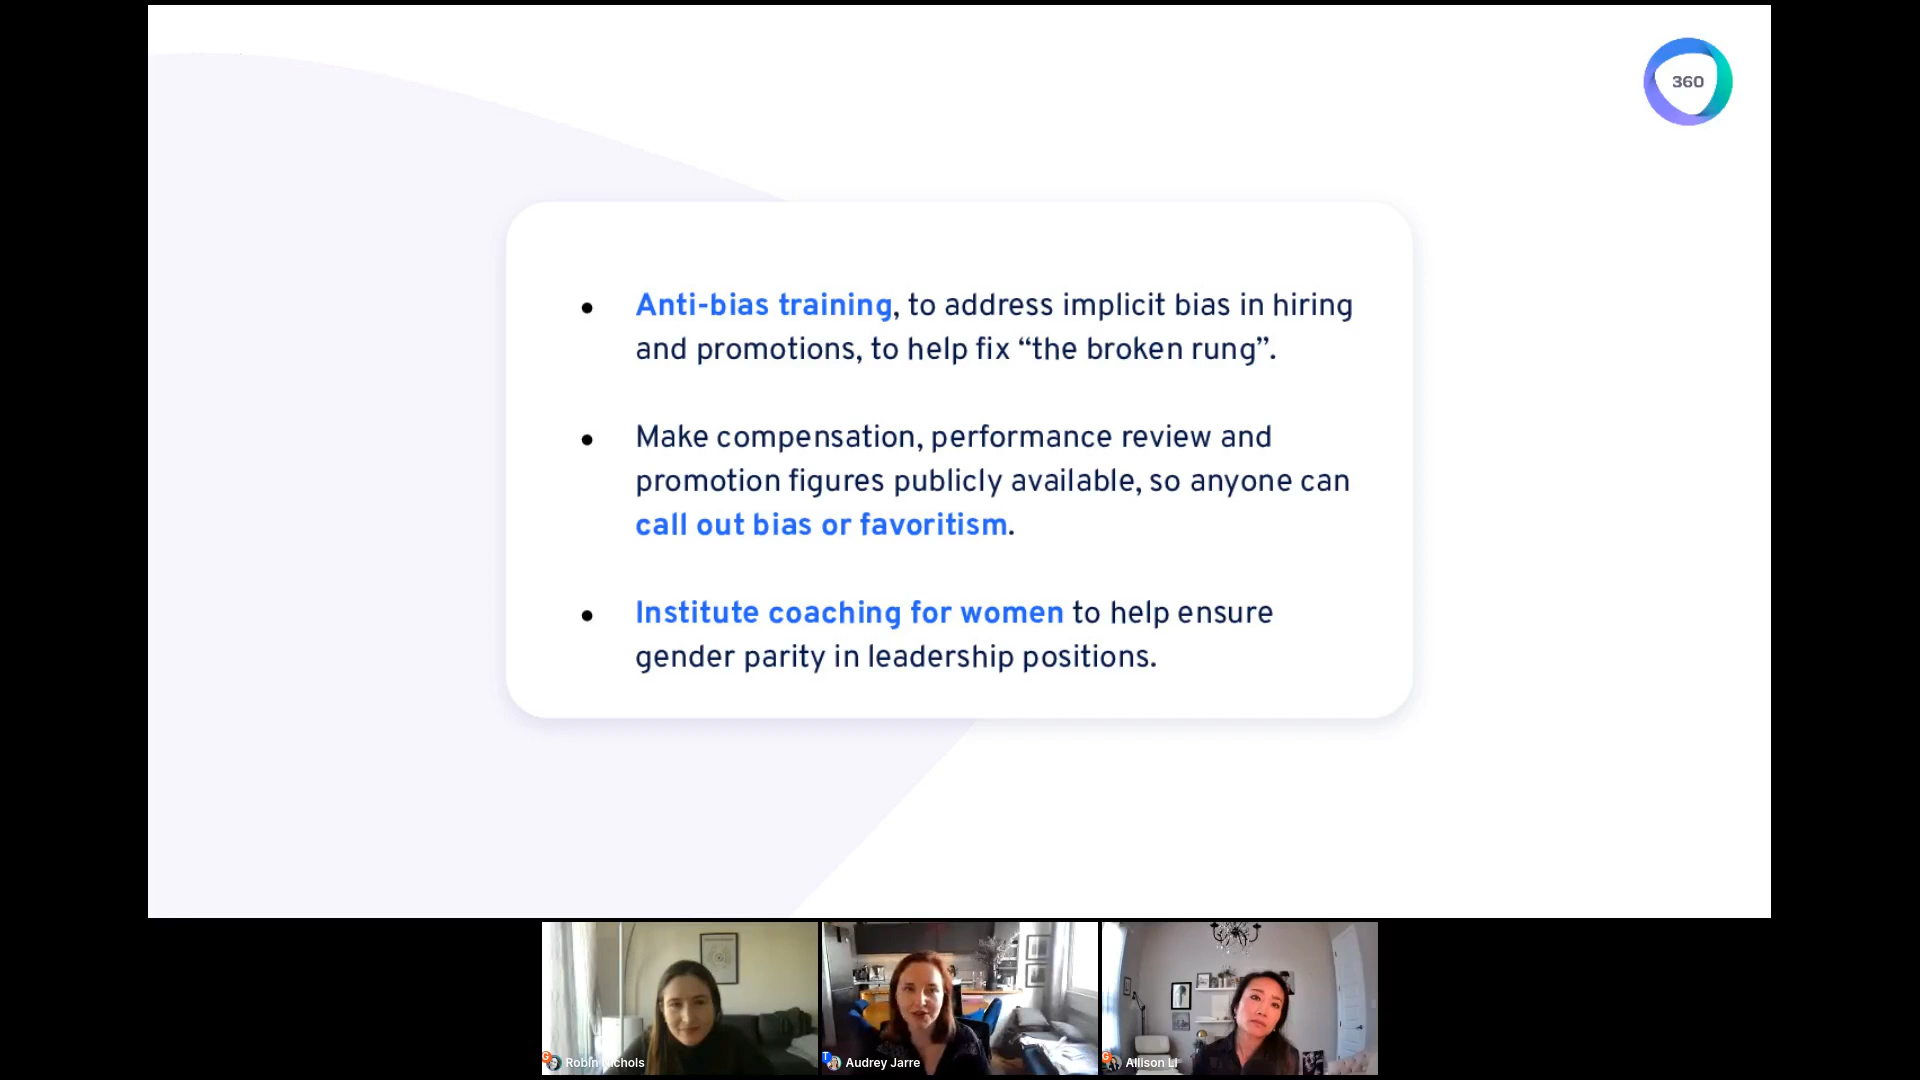 360
Anti-bias training, to address implicit bias in hiring
and promotions, to help fix “the broken rung”.
Make compensation, performance review and
promotion figures publicly available, so anyone can
call out bias or favoritism.
Institute coaching for women to help ensure
gender parity in leadership positions.
Robin
Audrey Jarre
Allison Li